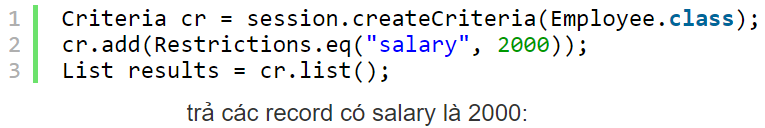 1 Criteria cr = session.createCriteria(Employee.class);
2 cr.add(Restrictions.eq("salary", 2000));
3 List results = cr.list();
trả các record có salary là 2000: